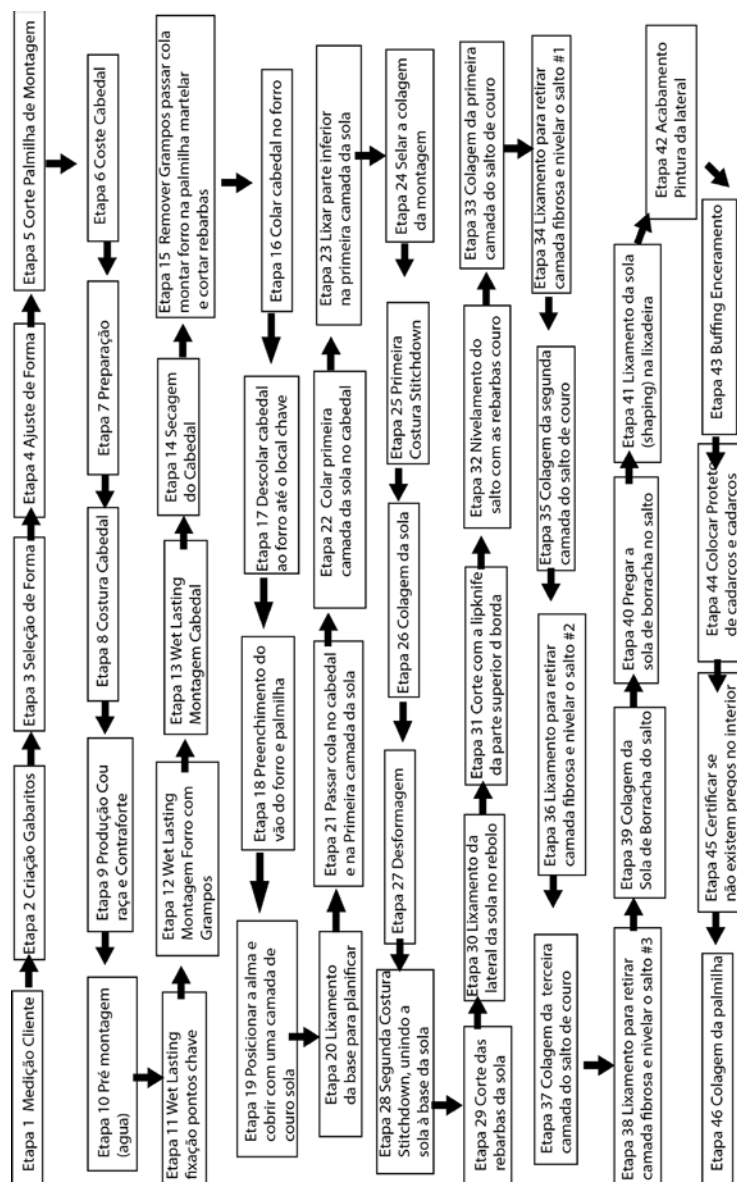 Etapa 1  Medição Cliente
Etapa 2  Criação Gabaritos
Etapa 3 Seleção de Forma
Etapa 4 Ajuste de Forma
Etapa 5 Corte Palmilha de Montagem
Etapa 6 Coste Cabedal
Etapa 7  Preparação
Etapa 8 Costura Cabedal
Etapa 9 Produção Cou
raça e Contraforte
Etapa 10 Pré montagem
(agua)
Etapa 11 Wet Lasting
fixação pontos chave
Etapa 12 Wet Lasting
Montagem Forro com
Grampos
Etapa 13 Wet Lasting
Montagem Cabedal
Etapa 14 Secagem
do Cabedal
Etapa 15  Remover Grampos passar cola
montar forro na palmilha martelar
e cortar rebarbas
Etapa 16 Colar cabedal no forro
Etapa 17 Descolar cabedal
ao forro até o local chave
Etapa 18 Preenchimento do
vão do forro e palmilha
Etapa 19 Posicionar a alma e
cobrir com uma camada de
couro sola
Etapa 20 Lixamento
da base para planificar
Etapa 21 Passar cola no cabedal
e na Primeira camada da sola
Etapa 22  Colar primeira
camada da sola no cabedal
Etapa 23  Lixar parte inferior
na primeira camada da sola
Etapa 24  Selar a colagem
da montagem
Etapa 25 Primeira
Costura Stitchdown
Etapa 26 Colagem da sola
Etapa 27 Desformagem
Etapa 28 Segunda Costura
Stitchdown, unindo a
sola à base da sola
Etapa 29 Corte das
rebarbas da sola
Etapa 30 Lixamento da
lateral da sola no rebolo
Etapa 31 Corte com a lipknife
da parte superior d borda
Etapa 32 Nivelamento do
salto com as rebarbas couro
Etapa 33 Colagem da primeira
camada do salto de couro
Etapa 34 Lixamento para retirar
camada fibrosa e nivelar o salto #1
Etapa 35 Colagem da segunda
camada do salto de couro
Etapa 36 Lixamento para retirar
camada fibrosa e nivelar o salto #2
Etapa 37 Colagem da terceira
camada do salto de couro
Etapa 38 Lixamento para retirar
camada fibrosa e nivelar o salto #3
Etapa 39 Colagem da
Sola de Borracha do salto
Etapa 40 Pregar a
sola de borracha no salto
Etapa 41 Lixamento da sola
(shaping) na lixadeira
Etapa 42 Acabamento
Pintura da lateral
Etapa 43 Buffing Enceramento
Etapa 44 Colocar Protetor
de cadarcos e cadarcos
Etapa 45 Certificar se
não existem pregos no interior
Etapa 46 Colagem da palmilha